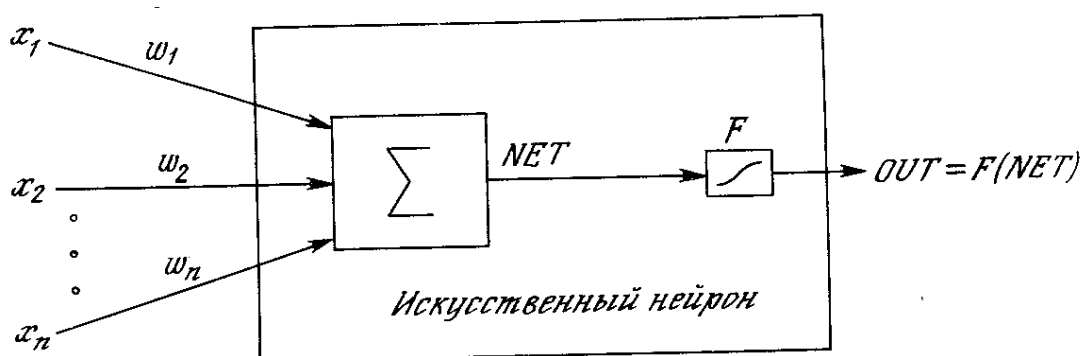 x₁
w₁
F
NET
w₂
x₂
Σ
OUT = F(NET)
wₙ
Искусственный нейрон
xₙ